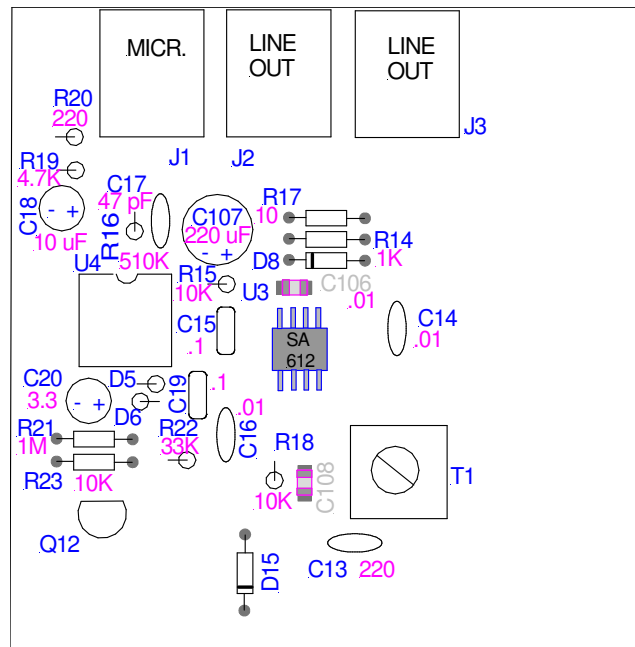 MICR.
LINE
OUT
LINE
OUT
R20
220
J3
J1
J2
R19
4.7K
C17
47 pF
C18
- +
10 uF
R16
510K
C107
220 uF
- +
R17
10
R14
1K
D8
U4
R15
10K
U3
C106
.01
C15
.1
SA
612
C14
.01
C20
3.3
- +
D5
D6
C19
.1
.01
C16
R21
1M
R22
33K
R18
10K
C108
T1
R23
10K
Q12
D15
C13 220